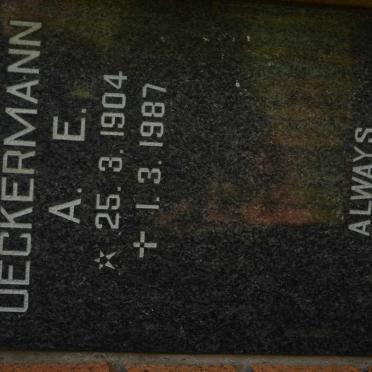 UECKERMANN
A. E.
* 25. 3. 1904
+ 1. 3. 1987
ALWAYS